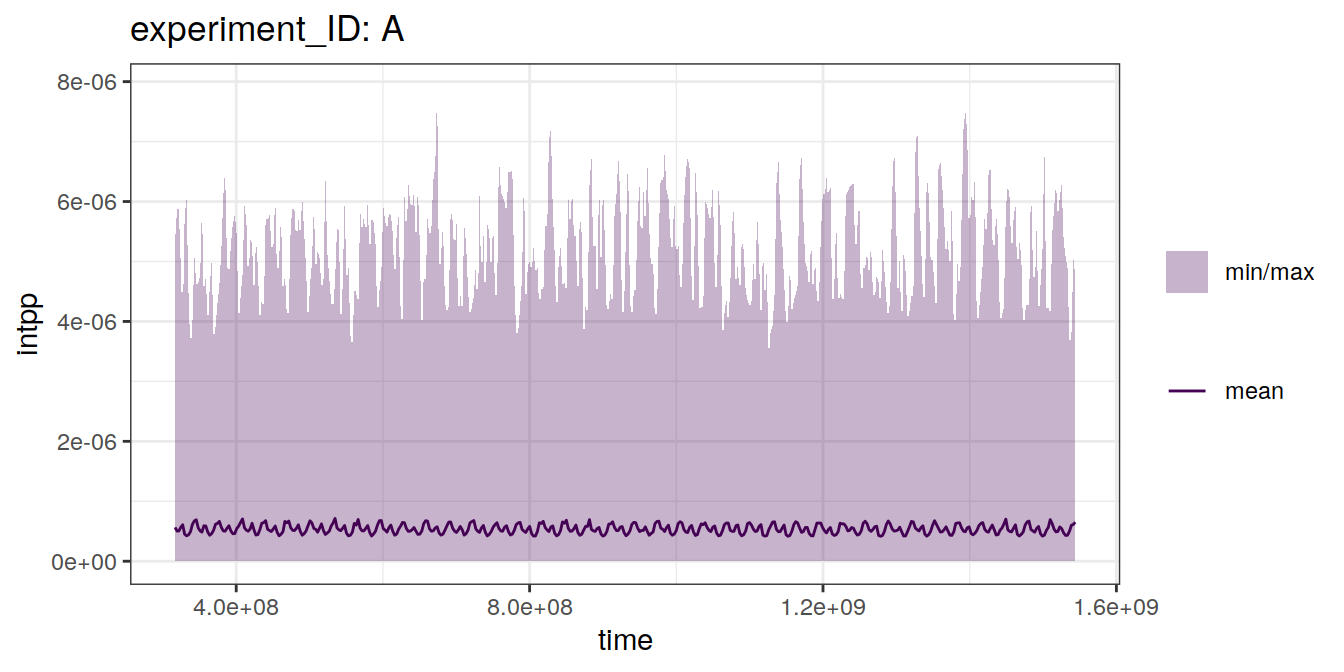 experiment_ID: A
8e-06
6e-06
4e-06
2e-06
0e+00
intpp
4.0e+08
8.0e+08
1.2e+09
1.6e+09
time
min/max
mean